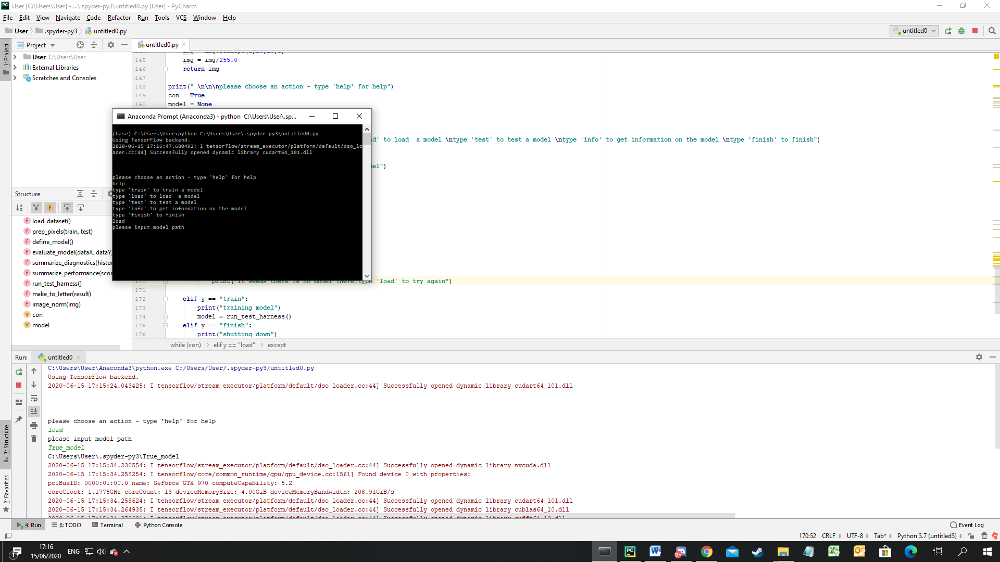 User [C:\Users\User] - ...\.spyder-py3\untitled0.py [User] - PyCharm
File Edit View Navigate Code Refactor Run Tools VCS Window Help
User .spyder-py3 untitled0.py
untitled0
1: Project
Project
untitled0.py
User C:\Users\User
External Libraries
Scratches and Consoles
145 img = img/255.0
146 return img
147
148 print(" \n\n\nplease choose an action - type 'help' for help")
149 con = True
150 model = None
' to load  a model \ntype 'test' to test a model \ntype 'info' to get information on the model \ntype 'finish' to finish")
Anaconda Prompt (Anaconda3) - python C:\Users\User\.sp...
(base) C:\Users\User>python C:\Users\User\.spyder-py3\untitled0.py
Using TensorFlow backend.
2020-06-15 17:16:47.680492: I tensorflow/stream_executor/platform/default/dso_lo
ader.cc:44] Successfully opened dynamic library cudart64_101.dll
please choose an action - type 'help' for help
help
type 'train' to train a model
type 'load' to load  a model
type 'test' to test a model
type 'info' to get information on the model
type 'finish' to finish
load
please input model path
Structure
load_dataset()
prep_pixels(train, test)
define_model()
evaluate_model(dataX, dataY,
summarize_diagnostics(histor
summarize_performance(scor
run_test_harness()
make_to_letter(result)
image_norm(img)
con
model
170 print("it seems there is no model there,type 'load' to try again")
171
172 elif y == "train":
173 print("training model")
174 model = run_test_harness()
175 elif y == "finish":
176 print("shutting down")
while (con) elif y == "load" except
Run: untitled0
C:\Users\User\Anaconda3\python.exe C:/Users/User/.spyder-py3/untitled0.py
Using TensorFlow backend.
2020-06-15 17:15:24.043425: I tensorflow/stream_executor/platform/default/dso_loader.cc:44] Successfully opened dynamic library cudart64_101.dll
please choose an action - type 'help' for help
load
please input model path
True_model
C:\Users\User\.spyder-py3\True_model
2020-06-15 17:15:34.230554: I tensorflow/stream_executor/platform/default/dso_loader.cc:44] Successfully opened dynamic library nvcuda.dll
2020-06-15 17:15:34.258254: I tensorflow/core/common_runtime/gpu/gpu_device.cc:1561] Found device 0 with properties:
pciBusID: 0000:01:00.0 name: GeForce GTX 970 computeCapability: 5.2
coreClock: 1.1775GHz coreCount: 13 deviceMemorySize: 4.00GiB deviceMemoryBandwidth: 208.91GiB/s
2020-06-15 17:15:34.258624: I tensorflow/stream_executor/platform/default/dso_loader.cc:44] Successfully opened dynamic library cudart64_101.dll
2020-06-15 17:15:34.264935: I tensorflow/stream_executor/platform/default/dso_loader.cc:44] Successfully opened dynamic library cublas64_10.dll
7: Structure
2: Favorites
4: Run 6: TODO Terminal Python Console Event Log
170:52 CRLF UTF-8 Tab* Python 3.7 (untitled5)
17:16
15/06/2020
ENG
9+
1